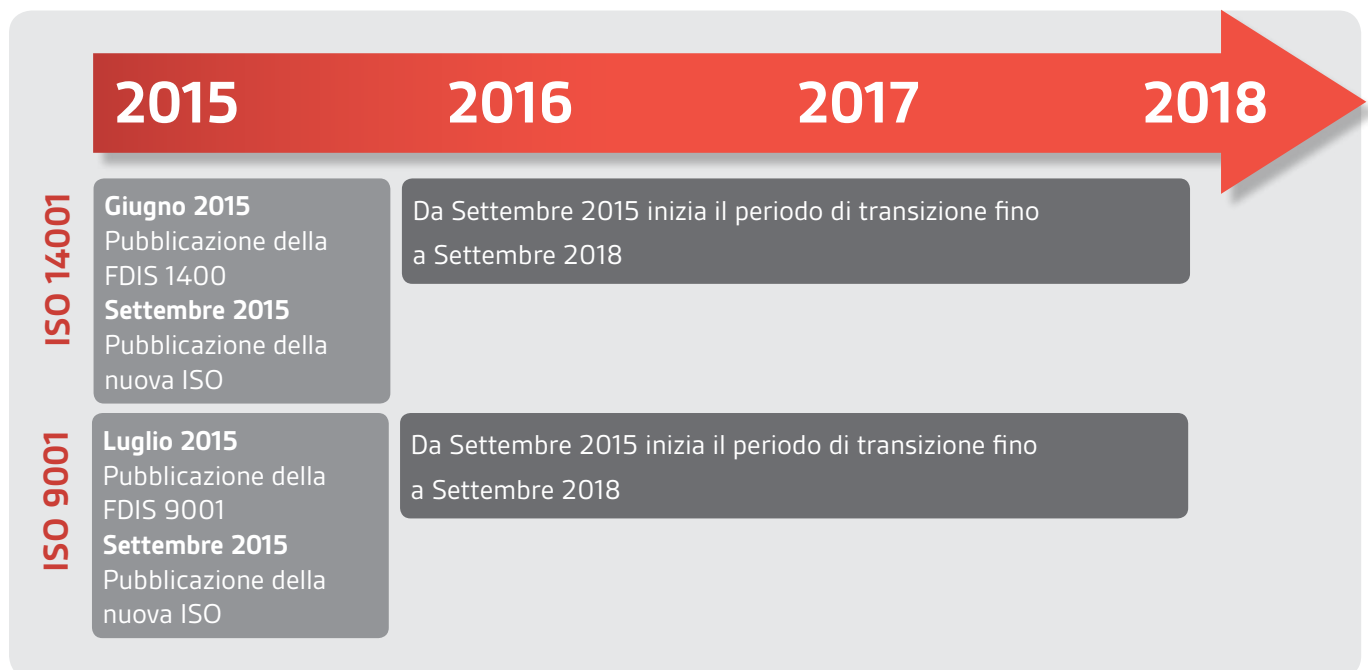 2015 2016 2017 2018
ISO 14001
Giugno 2015
Pubblicazione della
FDIS 1400
Settembre 2015
Pubblicazione della
nuova ISO
Da Settembre 2015 inizia il periodo di transizione fino
a Settembre 2018
ISO 9001
Luglio 2015
Pubblicazione della
FDIS 9001
Settembre 2015
Pubblicazione della
nuova ISO
Da Settembre 2015 inizia il periodo di transizione fino
a Settembre 2018